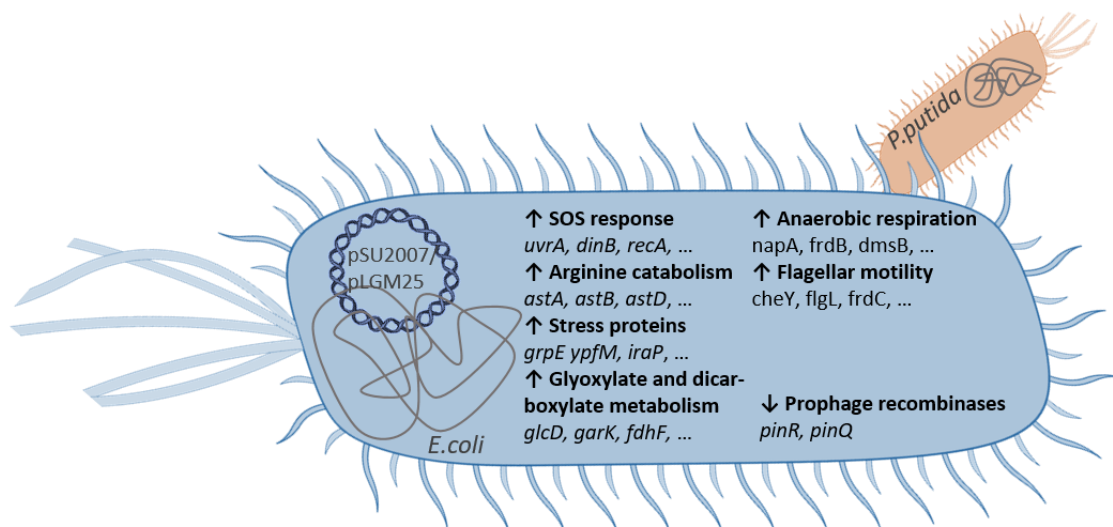 P.putida
pSU2007/
pLGM25
E.coli
↑ SOS response
uvrA, dinB, recA, ...
↑ Arginine catabolism
astA, astB, astD, ...
↑ Stress proteins
grpE ypfM, iraP, ...
↑ Glyoxylate and dicar-
boxylate metabolism
glcD, garK, fdhF, ...
↑ Anaerobic respiration
napA, frdB, dmsB, ...
↑ Flagellar motility
cheY, flgL, frdC, ...
↓ Prophage recombinases
pinR, pinQ